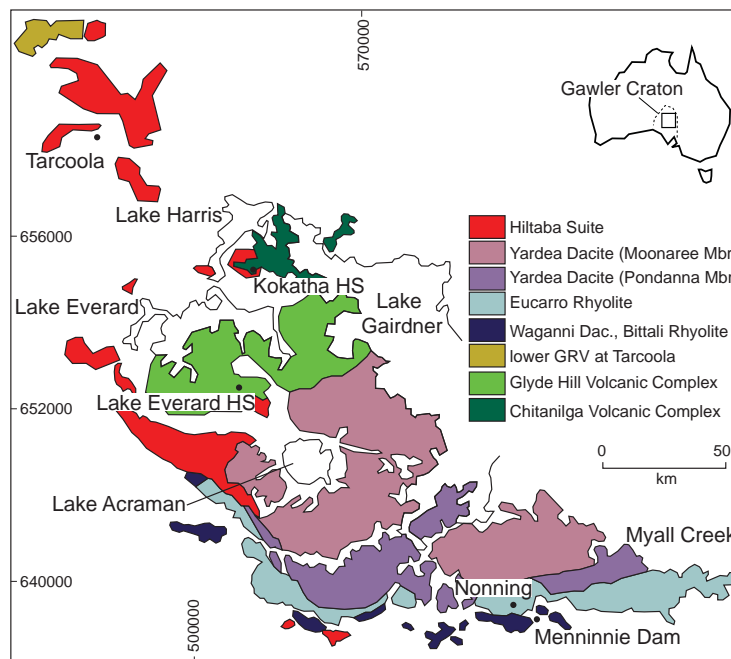 570000
Gawler Craton
Tarcoola
Lake Harris
656000
Hiltaba Suite
Yardea Dacite (Moonaree Mbr
Yardea Dacite (Pondanna Mbr
Eucarro Rhyolite
Waganni Dac., Bittali Rhyolite
lower GRV at Tarcoola
Glyde Hill Volcanic Complex
Chitanilga Volcanic Complex
Kokatha HS
Lake Everard
Lake
Gairdner
Lake Everard HS
652000
0 50
km
Lake Acraman
Myall Creek
640000
Nonning
Menninnie Dam
500000